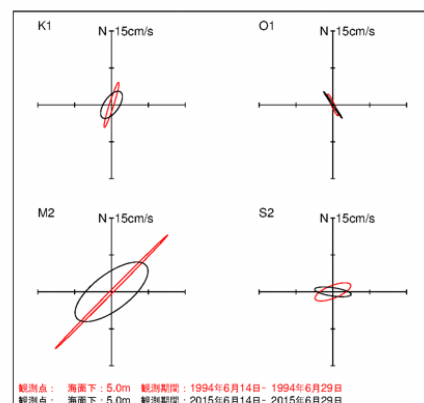 K1
N 15cm/s
O1
N 15cm/s
M2
N 15cm/s
S2
N 15cm/s
観測点： 海面下：5.0m 観測期間：1994年6月14日- 1994年6月29日
観測点： 海面下：5.0m 観測期間：2015年6月14日- 2015年6月29日